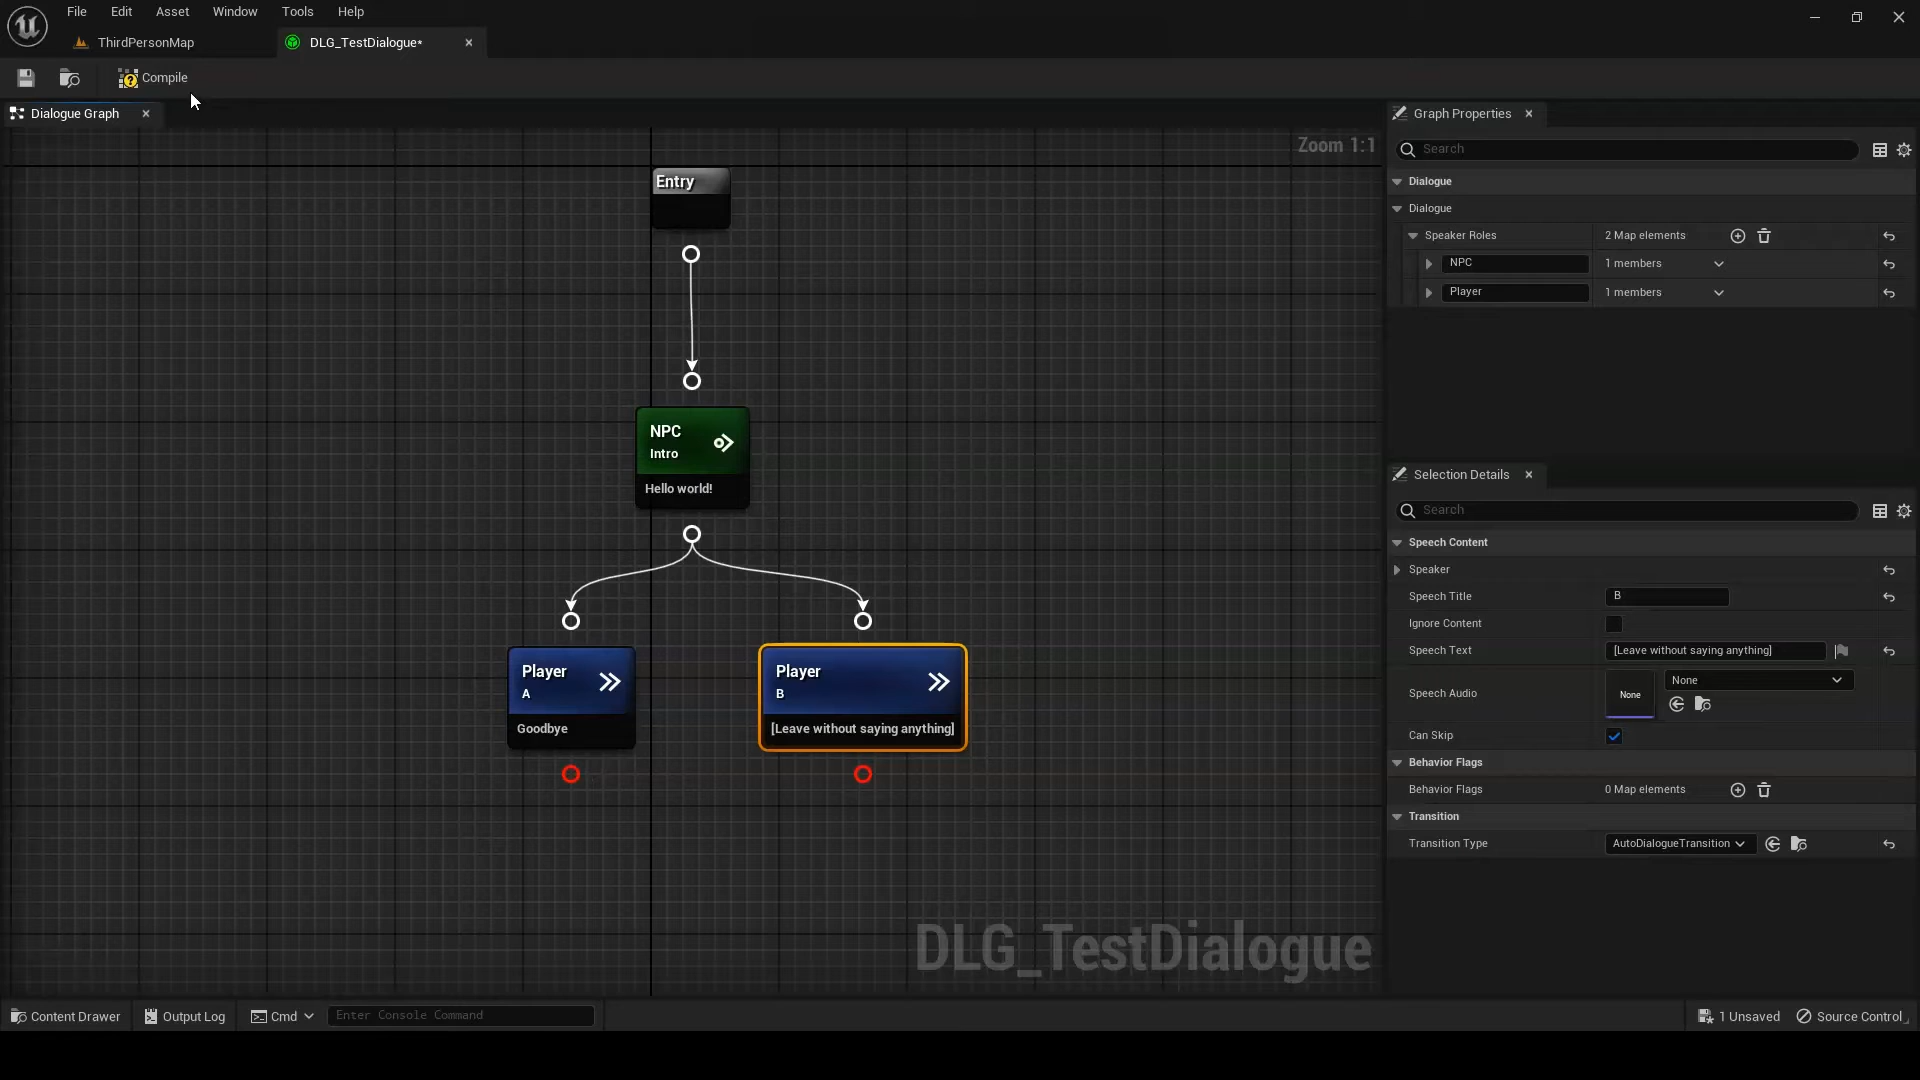 File Edit Asset Window Tools Help
ThirdPersonMap DLG_TestDialogue*
Compile
Dialogue Graph
Zoom 1:1
Entry
NPC
Intro
Hello world!
Player
A
Goodbye
Player
B
[Leave without saying anything]
DLG_TestDialogue
Graph Properties
Search
Dialogue
Dialogue
Speaker Roles 2 Map elements
NPC 1 members
Player 1 members
Selection Details
Search
Speech Content
Speaker
Speech Title B
Ignore Content
Speech Text [Leave without saying anything]
Speech Audio None None
Can Skip
Behavior Flags
Behavior Flags 0 Map elements
Transition
Transition Type AutoDialogueTransition
Content Drawer Output Log Cmd Enter Console Command 1 Unsaved Source Control